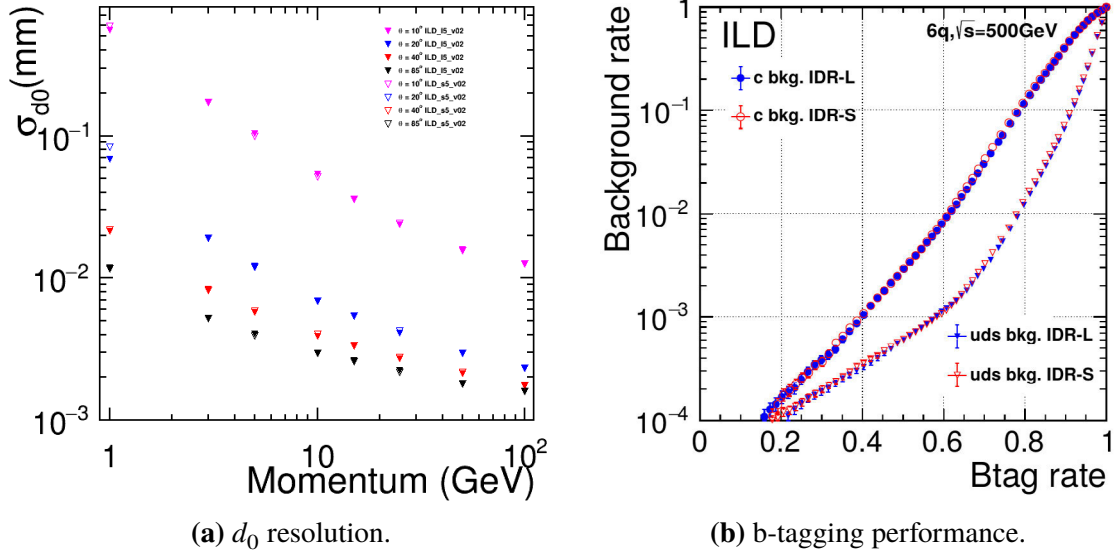 σd0(mm)
10⁻¹
10⁻²
10⁻³
θ = 10° ILD_l5_v02
θ = 20° ILD_l5_v02
θ = 40° ILD_l5_v02
θ = 85° ILD_l5_v02
θ = 10° ILD_s5_v02
θ = 20° ILD_s5_v02
θ = 40° ILD_s5_v02
θ = 85° ILD_s5_v02
1 10 10²
Momentum (GeV)
(a) d₀ resolution.
Background rate
1
10⁻¹
10⁻²
10⁻³
10⁻⁴
ILD 6q,√s=500GeV
c bkg. IDR-L
c bkg. IDR-S
uds bkg. IDR-L
uds bkg. IDR-S
0 0.2 0.4 0.6 0.8 1
Btag rate
(b) b-tagging performance.